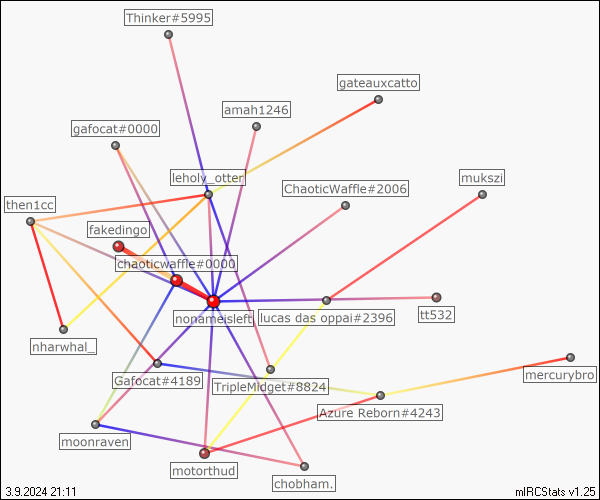 Thinker#5995
gateauxcatto
amah1246
gafocat#0000
leholy_otter
mukszi
ChaoticWaffle#2006
then1cc
fakedingo
chaoticwaffle#0000
nonameisleft
lucas das oppai#2396
tt532
nharwhal_
mercurybro
Gafocat#4189
TripleMidget#8824
Azure Reborn#4243
moonraven
motorthud
chobham.
3.9.2024 21:11
mIRCStats v1.25